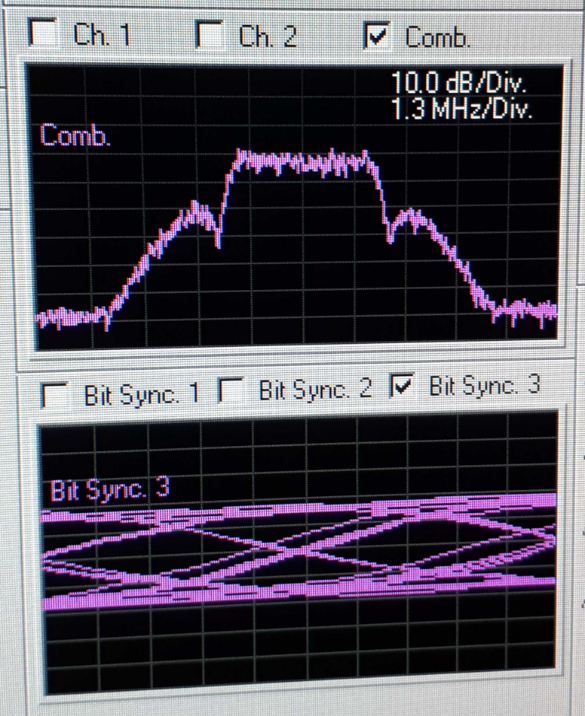 Ch. 1 Ch. 2 Comb.
10.0 dB/Div.
1.3 MHz/Div.
Comb.
Bit Sync. 1 Bit Sync. 2 Bit Sync. 3
Bit Sync. 3